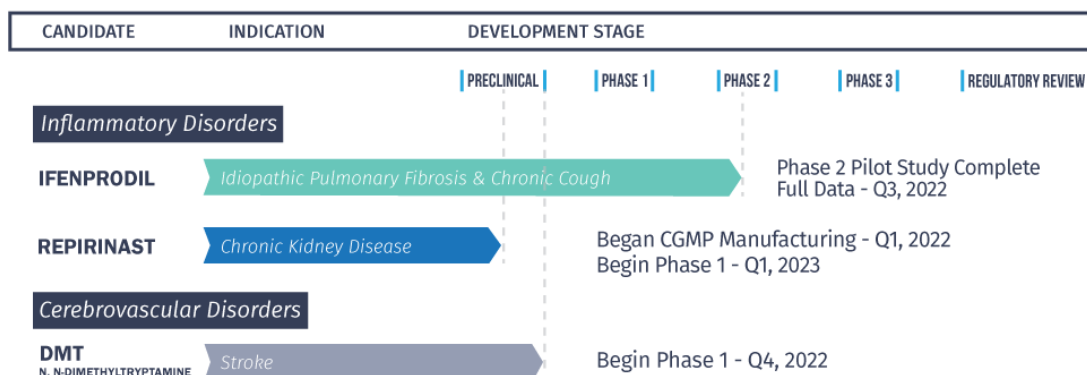 CANDIDATE INDICATION DEVELOPMENT STAGE
PRECLINICAL PHASE 1 PHASE 2 PHASE 3 REGULATORY REVIEW
Inflammatory Disorders
IFENPRODIL Idiopathic Pulmonary Fibrosis & Chronic Cough Phase 2 Pilot Study Complete
Full Data - Q3, 2022
REPIRINAST Chronic Kidney Disease Began CGMP Manufacturing - Q1, 2022
Begin Phase 1 - Q1, 2023
Cerebrovascular Disorders
DMT Stroke Begin Phase 1 - Q4, 2022
N, N-DIMETHYLTRYPTAMINE